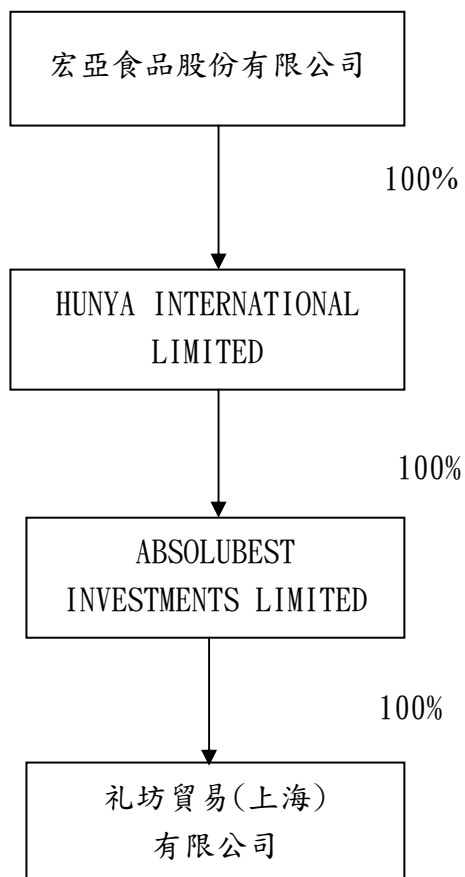 宏亞食品股份有限公司
100%
HUNYA INTERNATIONAL
LIMITED
100%
ABSOLUBEST
INVESTMENTS LIMITED
100%
礼坊貿易(上海)
有限公司